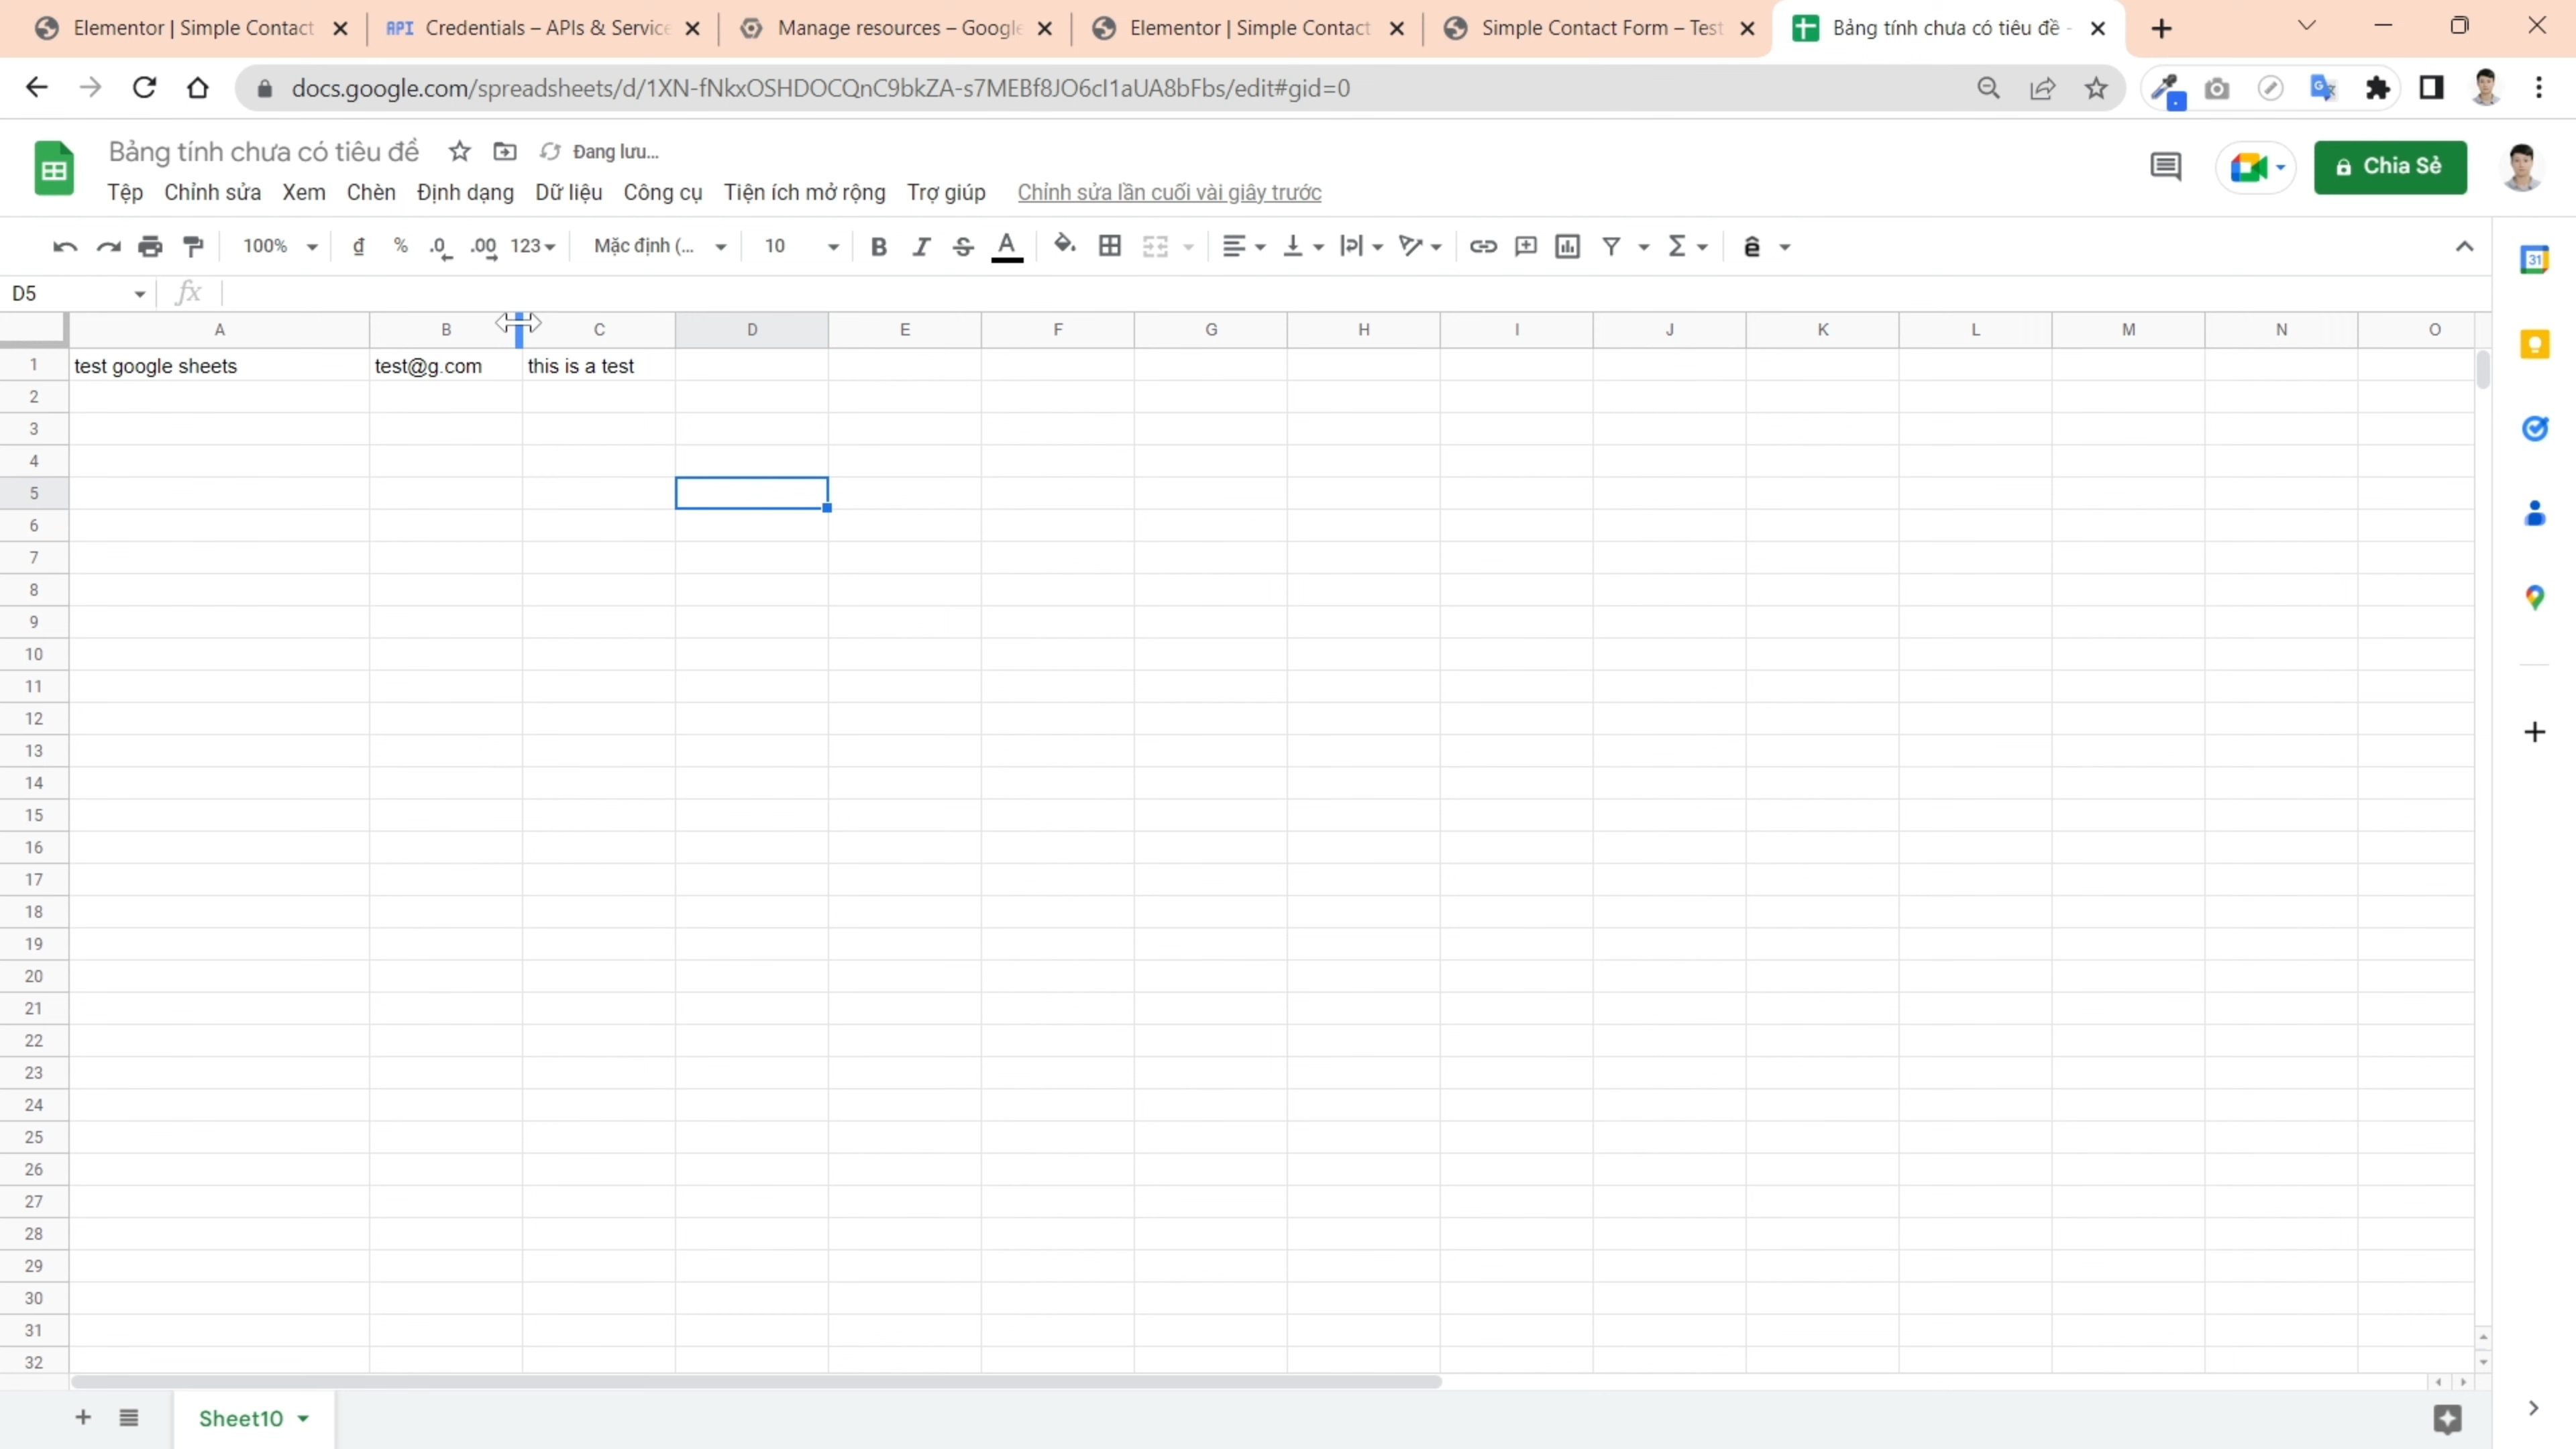 Elementor | Simple Contact
API Credentials – APIs & Service
Manage resources – Google
Elementor | Simple Contact
Simple Contact Form – Test
Bảng tính chưa có tiêu đề -
docs.google.com/spreadsheets/d/1XN-fNkxOSHDOCQnC9bkZA-s7MEBf8JO6cI1aUA8bFbs/edit#gid=0
Bảng tính chưa có tiêu đề
Đang lưu...
Chia Sẻ
Tệp Chỉnh sửa Xem Chèn Định dạng Dữ liệu Công cụ Tiện ích mở rộng Trợ giúp Chỉnh sửa lần cuối vài giây trước
100% ₫ % .0 .00 123 Mặc định (... 10 B I S A Σ ê
31
D5 fx
A B C D E F G H I J K L M N O
1 test google sheets test@g.com this is a test
2
3
4
5
6
7
8
9
10
11
12
13
14
15
16
17
18
19
20
21
22
23
24
25
26
27
28
29
30
31
32
Sheet10